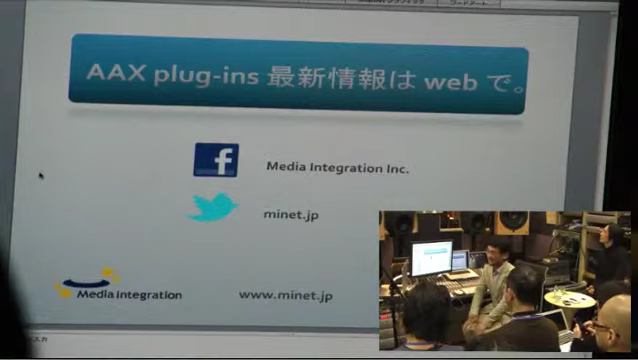 AAX plug-ins 最新情報は web で。
f
Media Integration Inc.
minet.jp
Media Integration
www.minet.jp